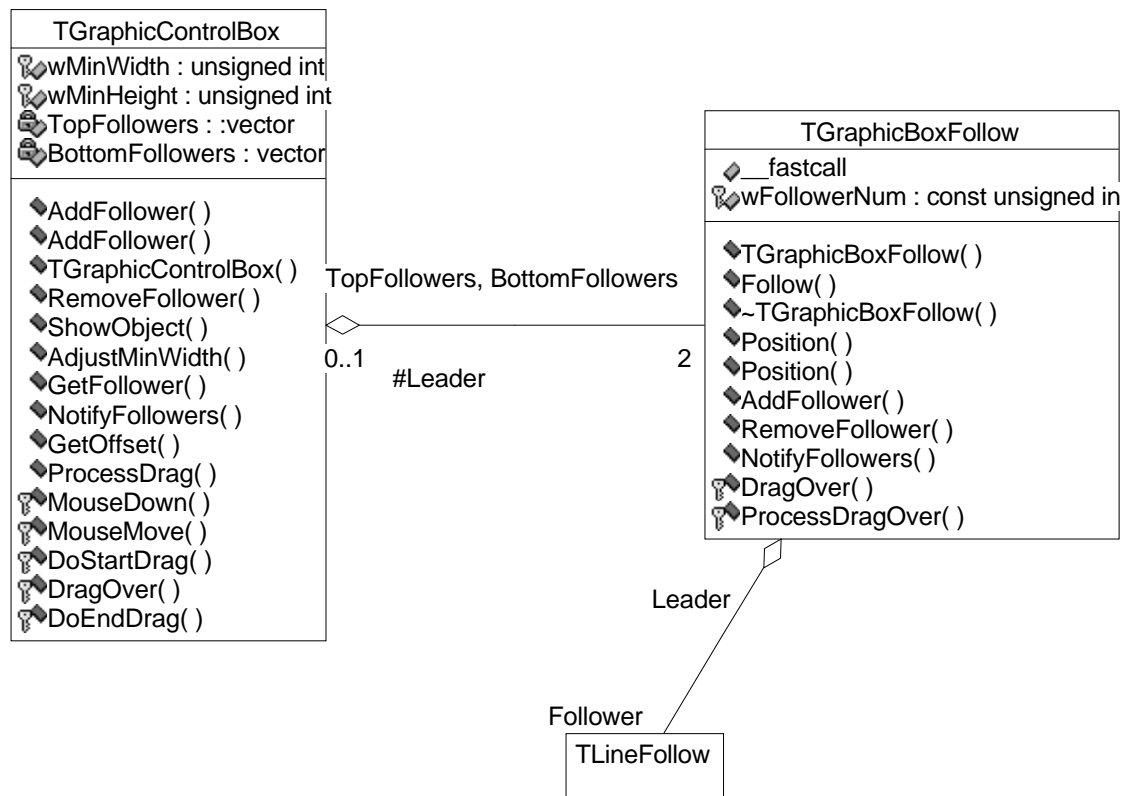 TGraphicControlBox
wMinWidth : unsigned int
wMinHeight : unsigned int
TopFollowers : :vector
BottomFollowers : vector
AddFollower( )
AddFollower( )
TGraphicControlBox( )
RemoveFollower( )
ShowObject( )
AdjustMinWidth( )
GetFollower( )
NotifyFollowers( )
GetOffset( )
ProcessDrag( )
MouseDown( )
MouseMove( )
DoStartDrag( )
DragOver( )
DoEndDrag( )
TopFollowers, BottomFollowers
0..1
#Leader
2
TGraphicBoxFollow
__fastcall
wFollowerNum : const unsigned in
TGraphicBoxFollow( )
Follow( )
~TGraphicBoxFollow( )
Position( )
Position( )
AddFollower( )
RemoveFollower( )
NotifyFollowers( )
DragOver( )
ProcessDragOver( )
Leader
Follower
TLineFollow